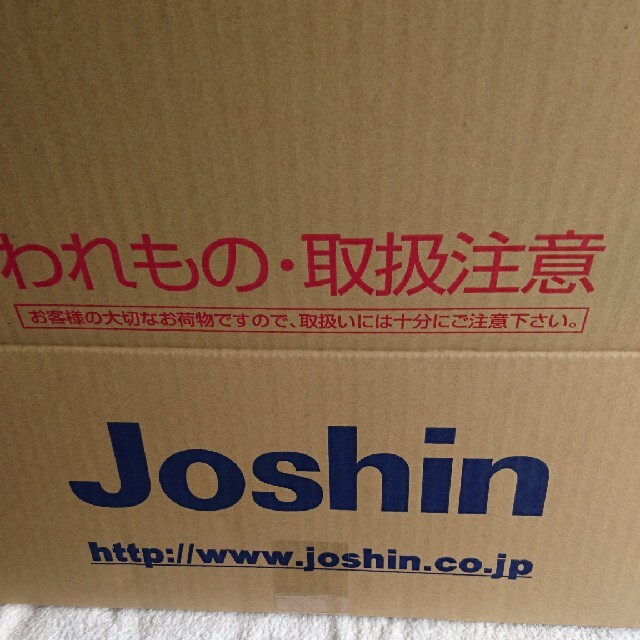 われもの・取扱注意
お客様の大切なお荷物ですので、取扱いには十分にご注意下さい。
Joshin
http://www.joshin.co.jp